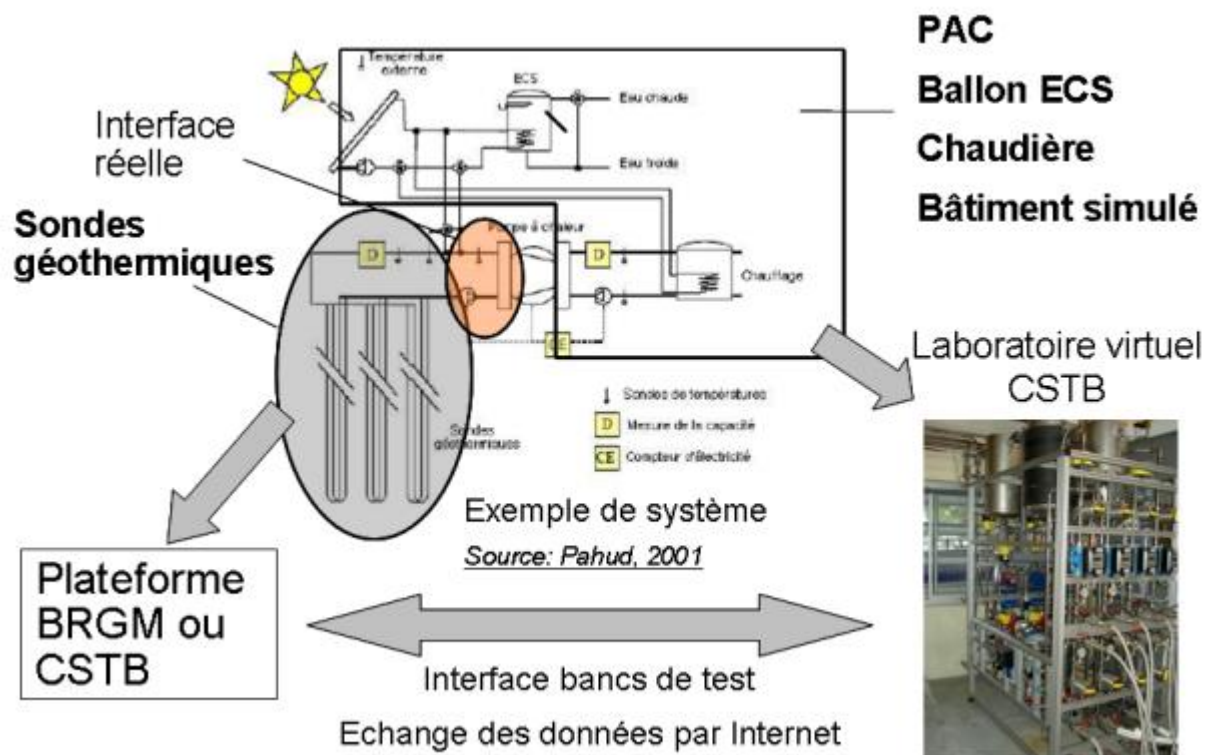 PAC
Ballon ECS
Chaudière
Bâtiment simulé
Température
externe
ECS
Eau chaude
Eau froide
Interface
réelle
Sondes
géothermiques
Pompe à chaleur
D
D
Chauffage
CE
Laboratoire virtuel
CSTB
Sondes de températures
D Mesure de la capacité
CE Compteur d'électricité
Sondes
géothermiques
Exemple de système
Source: Pahud, 2001
Plateforme
BRGM ou
CSTB
Interface bancs de test
Echange des données par Internet